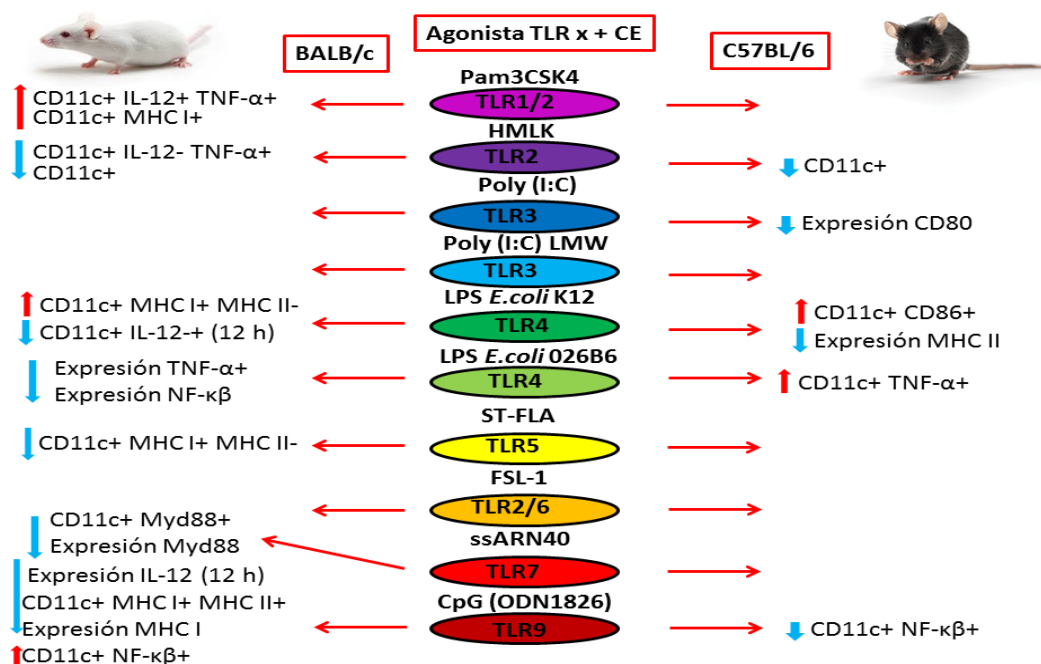 Agonista TLR x + CE
BALB/c
C57BL/6
Pam3CSK4
CD11c+ IL-12+ TNF-α+
CD11c+ MHC I+
TLR1/2
HMLK
CD11c+ IL-12- TNF-α+
CD11c+
TLR2
CD11c+
Poly (I:C)
TLR3
Expresión CD80
Poly (I:C) LMW
TLR3
LPS E.coli K12
CD11c+ MHC I+ MHC II-
CD11c+ IL-12-+ (12 h)
TLR4
CD11c+ CD86+
Expresión MHC II
LPS E.coli 026B6
Expresión TNF-α+
Expresión NF-κβ
TLR4
CD11c+ TNF-α+
ST-FLA
CD11c+ MHC I+ MHC II-
TLR5
FSL-1
TLR2/6
CD11c+ Myd88+
Expresión Myd88
ssARN40
TLR7
Expresión IL-12 (12 h)
CD11c+ MHC I+ MHC II+
Expresión MHC I
CD11c+ NF-κβ+
CpG (ODN1826)
TLR9
CD11c+ NF-κβ+